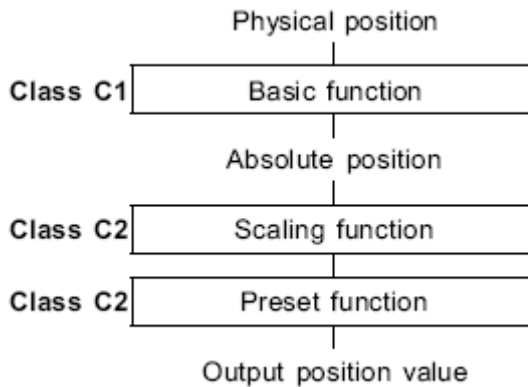 Physical position
Class C1 Basic function
Absolute position
Class C2 Scaling function
Class C2 Preset function
Output position value